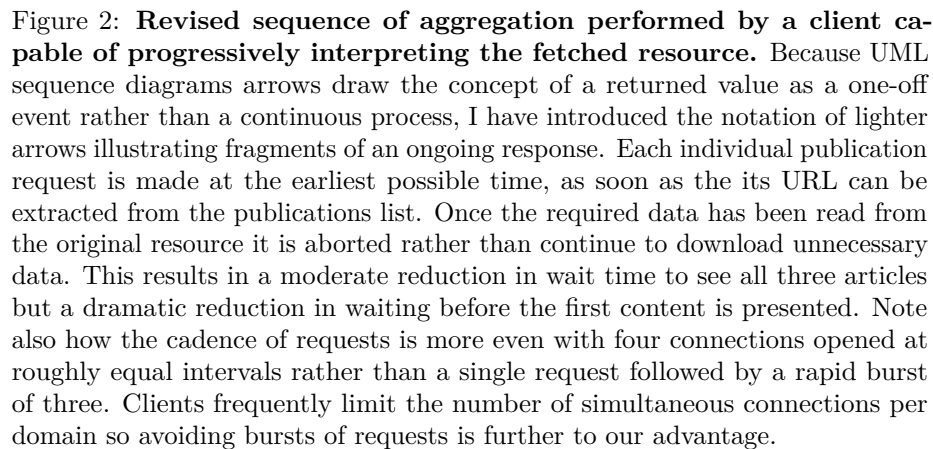 Figure 2: Revised sequence of aggregation performed by a client ca-
pable of progressively interpreting the fetched resource. Because UML
sequence diagrams arrows draw the concept of a returned value as a one-off
event rather than a continuous process, I have introduced the notation of lighter
arrows illustrating fragments of an ongoing response. Each individual publication
request is made at the earliest possible time, as soon as the its URL can be
extracted from the publications list. Once the required data has been read from
the original resource it is aborted rather than continue to download unnecessary
data. This results in a moderate reduction in wait time to see all three articles
but a dramatic reduction in waiting before the first content is presented. Note
also how the cadence of requests is more even with four connections opened at
roughly equal intervals rather than a single request followed by a rapid burst
of three. Clients frequently limit the number of simultaneous connections per
domain so avoiding bursts of requests is further to our advantage.